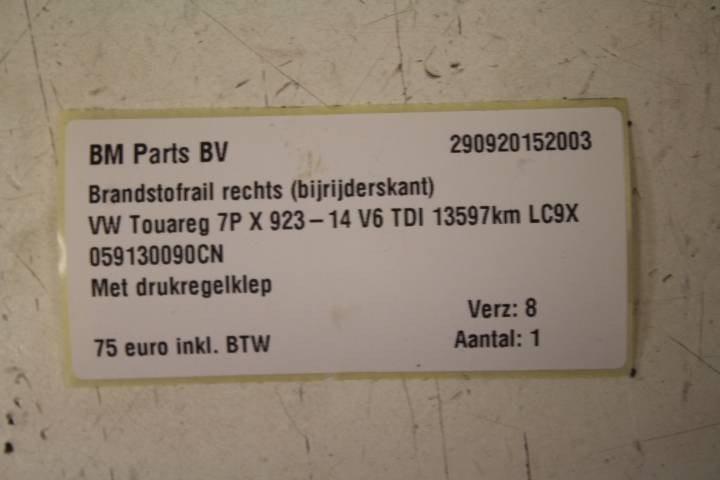 BM Parts BV 290920152003
Brandstofrail rechts (bijrijderskant)
VW Touareg 7P X 923-14 V6 TDI 13597km LC9X
059130090CN
Met drukregelklep
Verz: 8
75 euro inkl. BTW Aantal: 1